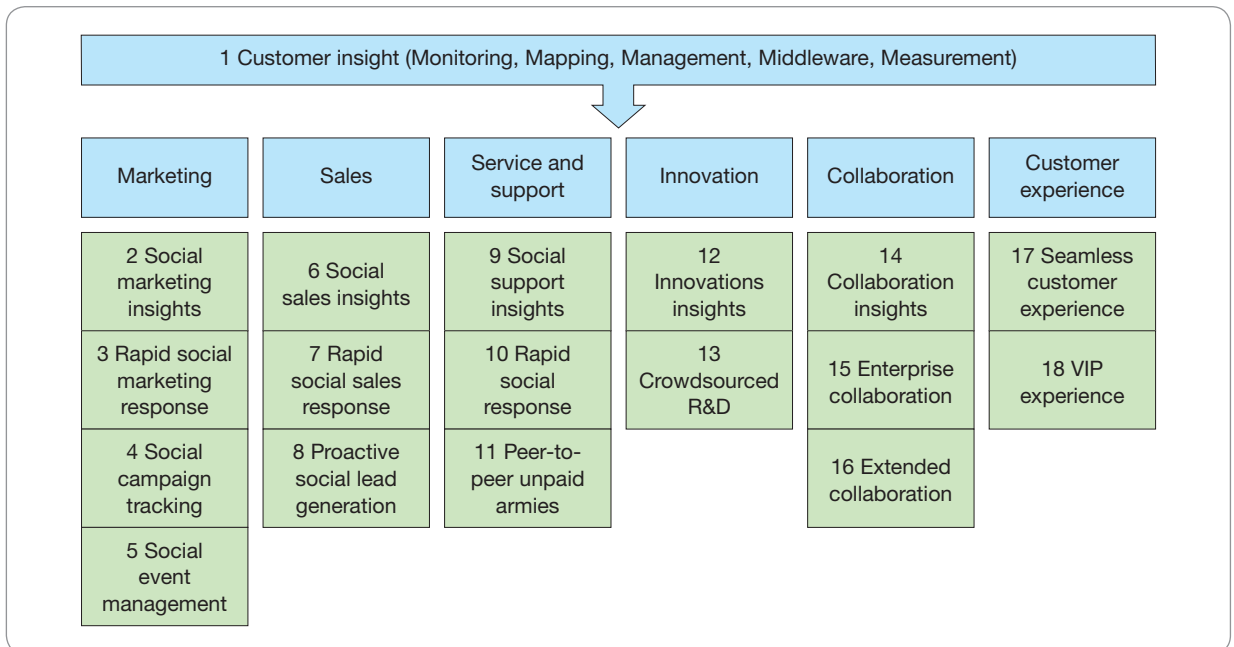 1 Customer insight (Monitoring, Mapping, Management, Middleware, Measurement)
Marketing
Sales
Service and
support
Innovation
Collaboration
Customer
experience
2 Social
marketing
insights
3 Rapid social
marketing
response
4 Social
campaign
tracking
5 Social
event
management
6 Social
sales insights
7 Rapid
social sales
response
8 Proactive
social lead
generation
9 Social
support
insights
10 Rapid
social
response
11 Peer-to-
peer unpaid
armies
12
Innovations
insights
13
Crowdsourced
R&D
14
Collaboration
insights
15 Enterprise
collaboration
16 Extended
collaboration
17 Seamless
customer
experience
18 VIP
experience